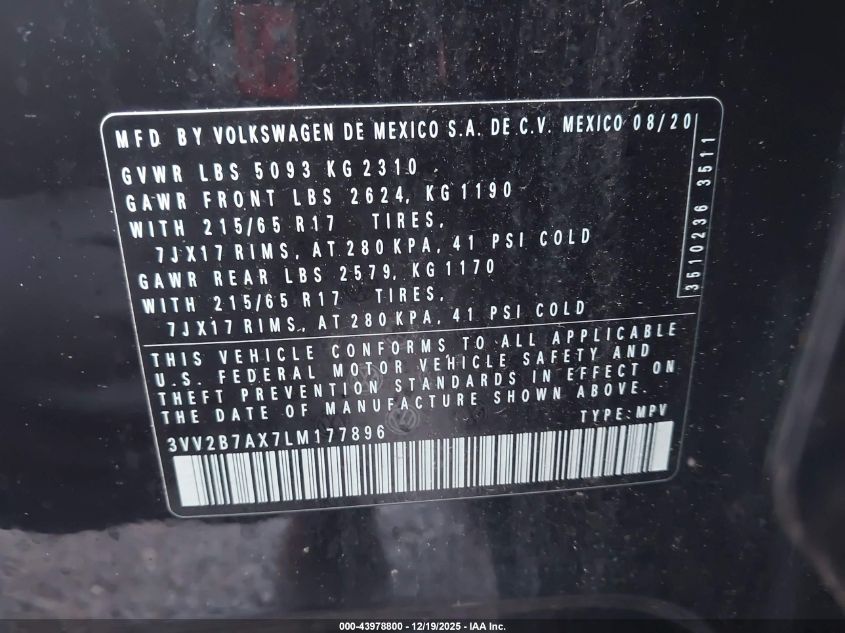 MFD BY VOLKSWAGEN DE MEXICO S.A. DE C.V. MEXICO 08/20
GVWR LBS 5093 KG 2310
GAWR FRONT LBS 2624, KG 1190
WITH 215/65 R17 TIRES,
7JX17 RIMS, AT 280 KPA, 41 PSI COLD
GAWR REAR LBS 2579, KG 1170
WITH 215/65 R17 TIRES,
7JX17 RIMS, AT 280 KPA, 41 PSI COLD
3510236 3511
THIS VEHICLE CONFORMS TO ALL APPLICABLE
U.S. FEDERAL MOTOR VEHICLE SAFETY AND
THEFT PREVENTION STANDARDS IN EFFECT ON
THE DATE OF MANUFACTURE SHOWN ABOVE.
3VV2B7AX7LM177896 TYPE: MPV
000-43978800 - 12/19/2025 - IAA Inc.